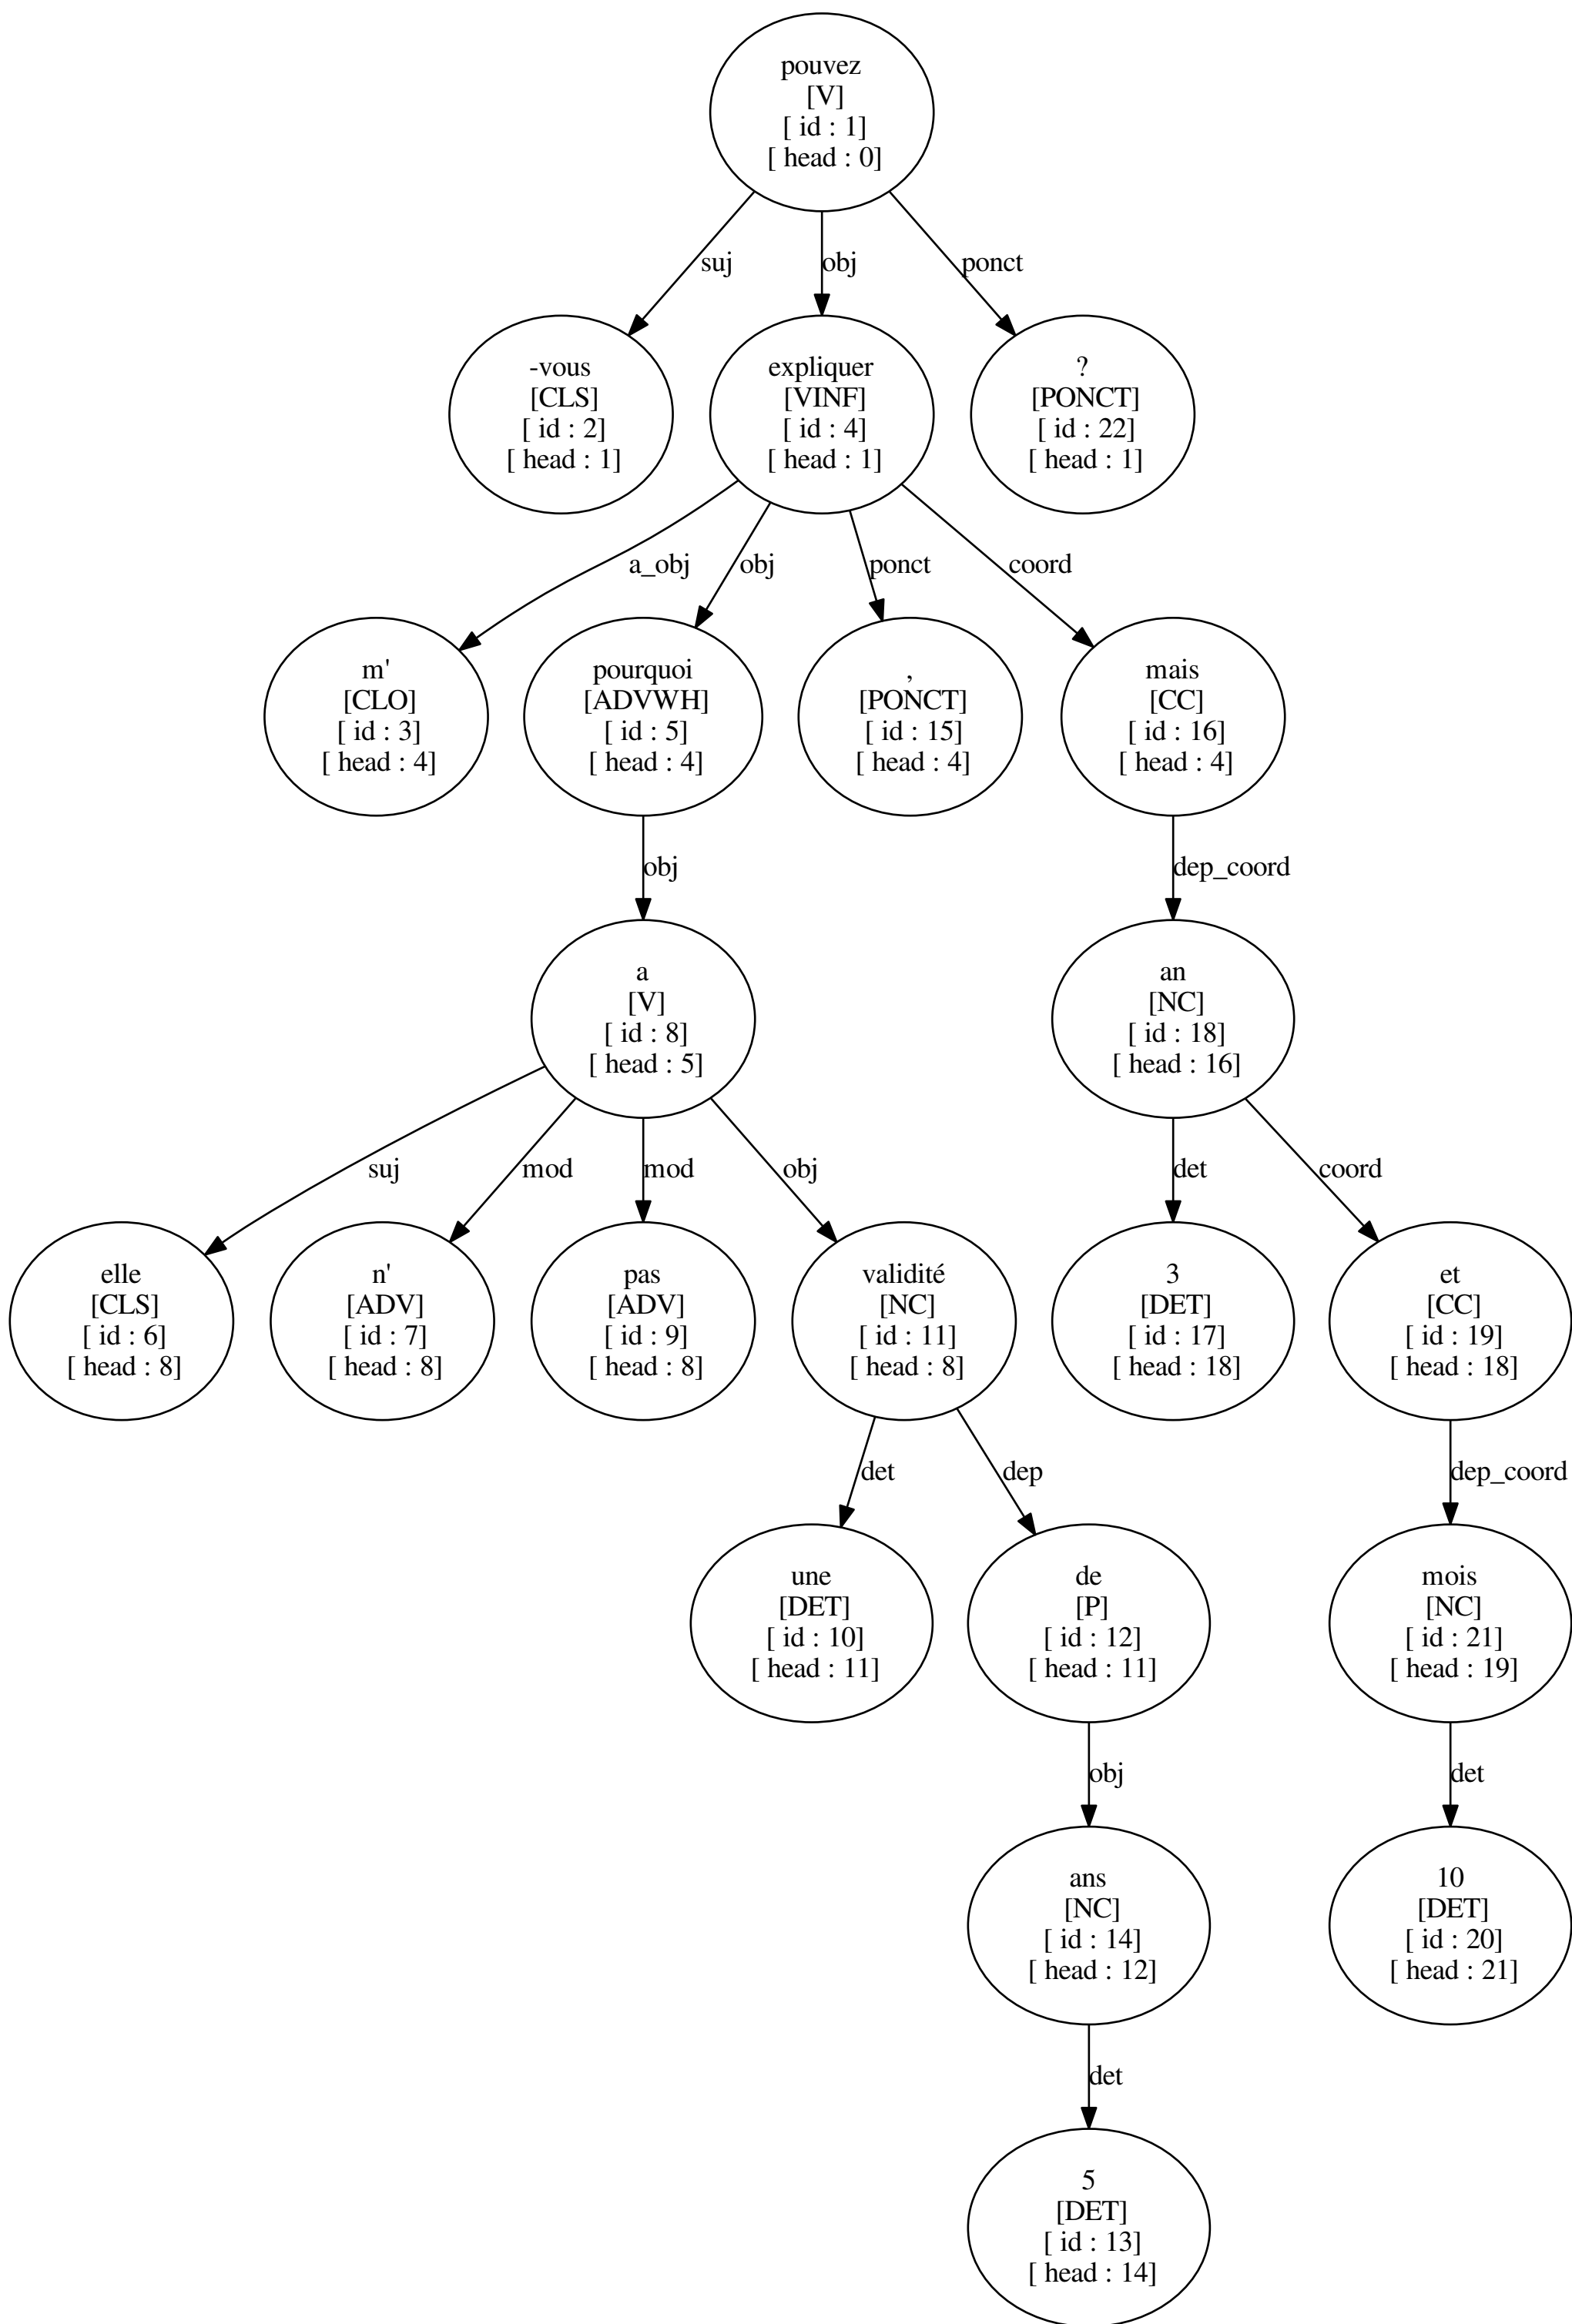 pouvez
[V]
[ id : 1]
[ head : 0]
suj
obj
ponct
-vous
[CLS]
[ id : 2]
[ head : 1]
expliquer
[VINF]
[ id : 4]
[ head : 1]
?
[PONCT]
[ id : 22]
[ head : 1]
a_obj
obj
ponct
coord
m'
[CLO]
[ id : 3]
[ head : 4]
pourquoi
[ADVWH]
[ id : 5]
[ head : 4]
,
[PONCT]
[ id : 15]
[ head : 4]
mais
[CC]
[ id : 16]
[ head : 4]
obj
dep_coord
a
[V]
[ id : 8]
[ head : 5]
an
[NC]
[ id : 18]
[ head : 16]
suj
mod
mod
obj
det
coord
elle
[CLS]
[ id : 6]
[ head : 8]
n'
[ADV]
[ id : 7]
[ head : 8]
pas
[ADV]
[ id : 9]
[ head : 8]
validité
[NC]
[ id : 11]
[ head : 8]
3
[DET]
[ id : 17]
[ head : 18]
et
[CC]
[ id : 19]
[ head : 18]
det
dep
dep_coord
une
[DET]
[ id : 10]
[ head : 11]
de
[P]
[ id : 12]
[ head : 11]
mois
[NC]
[ id : 21]
[ head : 19]
obj
det
ans
[NC]
[ id : 14]
[ head : 12]
10
[DET]
[ id : 20]
[ head : 21]
det
5
[DET]
[ id : 13]
[ head : 14]